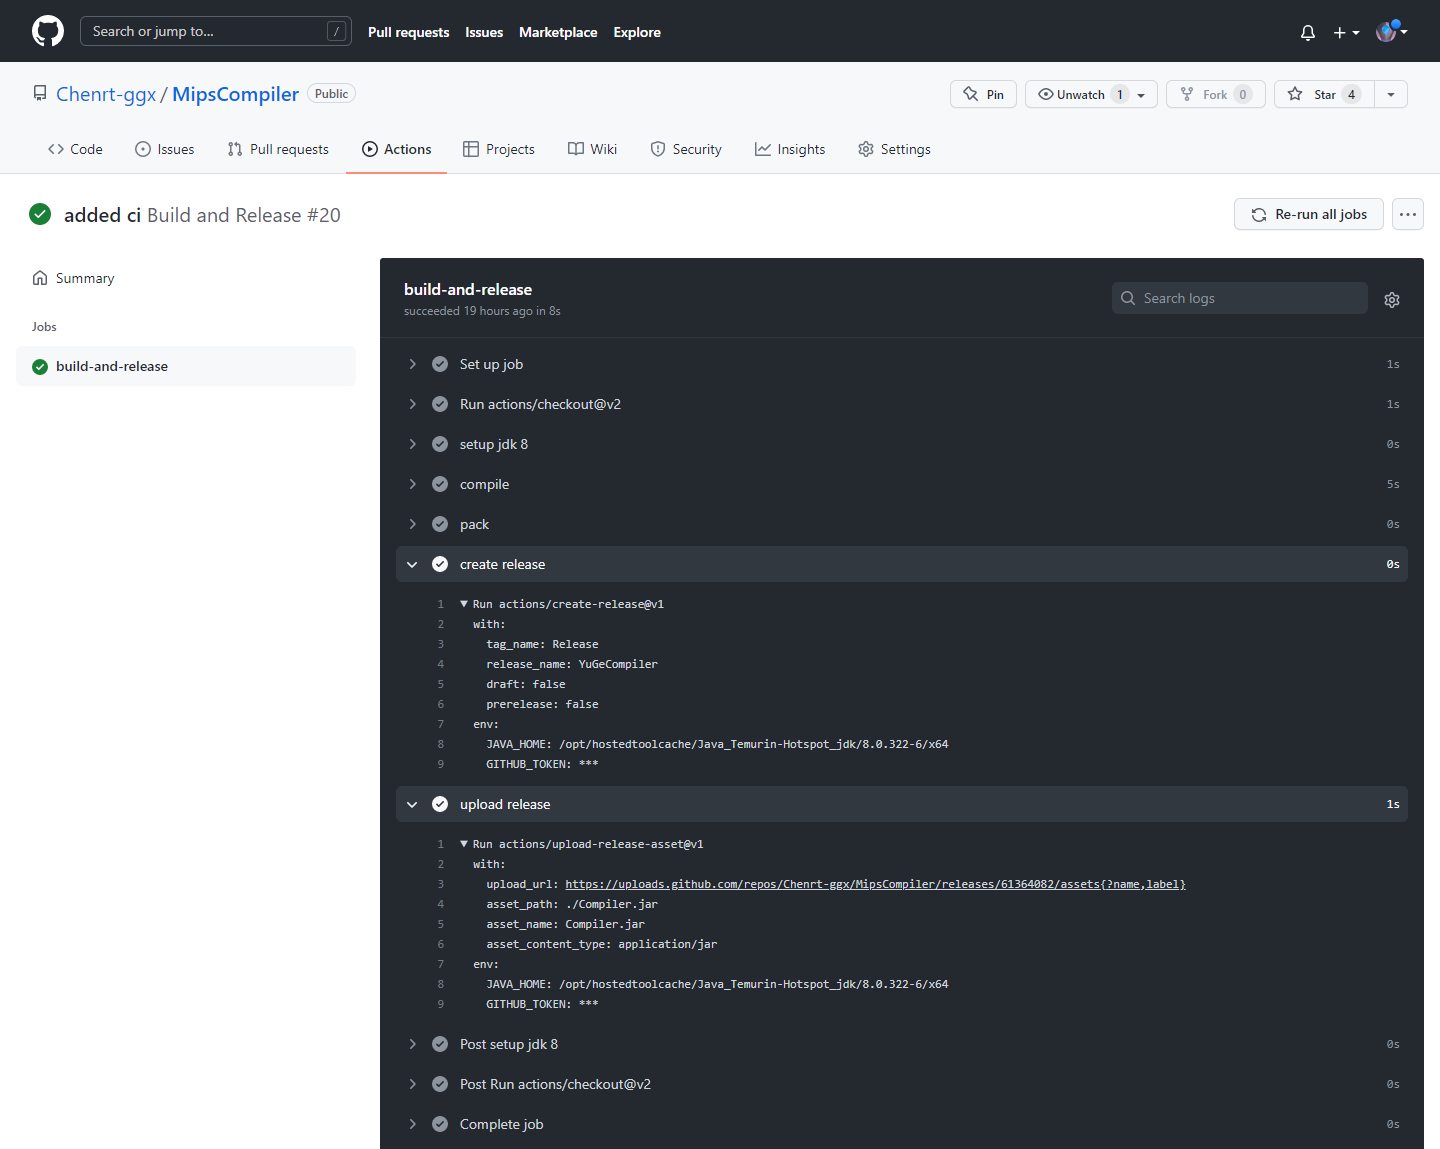 Search or jump to... /
Pull requests Issues Marketplace Explore
Chenrt-ggx / MipsCompiler Public
Pin Unwatch 1 Fork 0 Star 4
Code Issues Pull requests Actions Projects Wiki Security Insights Settings
added ci Build and Release #20
Re-run all jobs
Summary
Jobs
build-and-release
build-and-release
succeeded 19 hours ago in 8s
Search logs
Set up job 1s
Run actions/checkout@v2 1s
setup jdk 8 0s
compile 5s
pack 0s
create release 0s
1 Run actions/create-release@v1
2 with:
3 tag_name: Release
4 release_name: YuGeCompiler
5 draft: false
6 prerelease: false
7 env:
8 JAVA_HOME: /opt/hostedtoolcache/Java_Temurin-Hotspot_jdk/8.0.322-6/x64
9 GITHUB_TOKEN: ***
upload release 1s
1 Run actions/upload-release-asset@v1
2 with:
3 upload_url: https://uploads.github.com/repos/Chenrt-ggx/MipsCompiler/releases/61364082/assets{?name,label}
4 asset_path: ./Compiler.jar
5 asset_name: Compiler.jar
6 asset_content_type: application/jar
7 env:
8 JAVA_HOME: /opt/hostedtoolcache/Java_Temurin-Hotspot_jdk/8.0.322-6/x64
9 GITHUB_TOKEN: ***
Post setup jdk 8 0s
Post Run actions/checkout@v2 0s
Complete job 0s